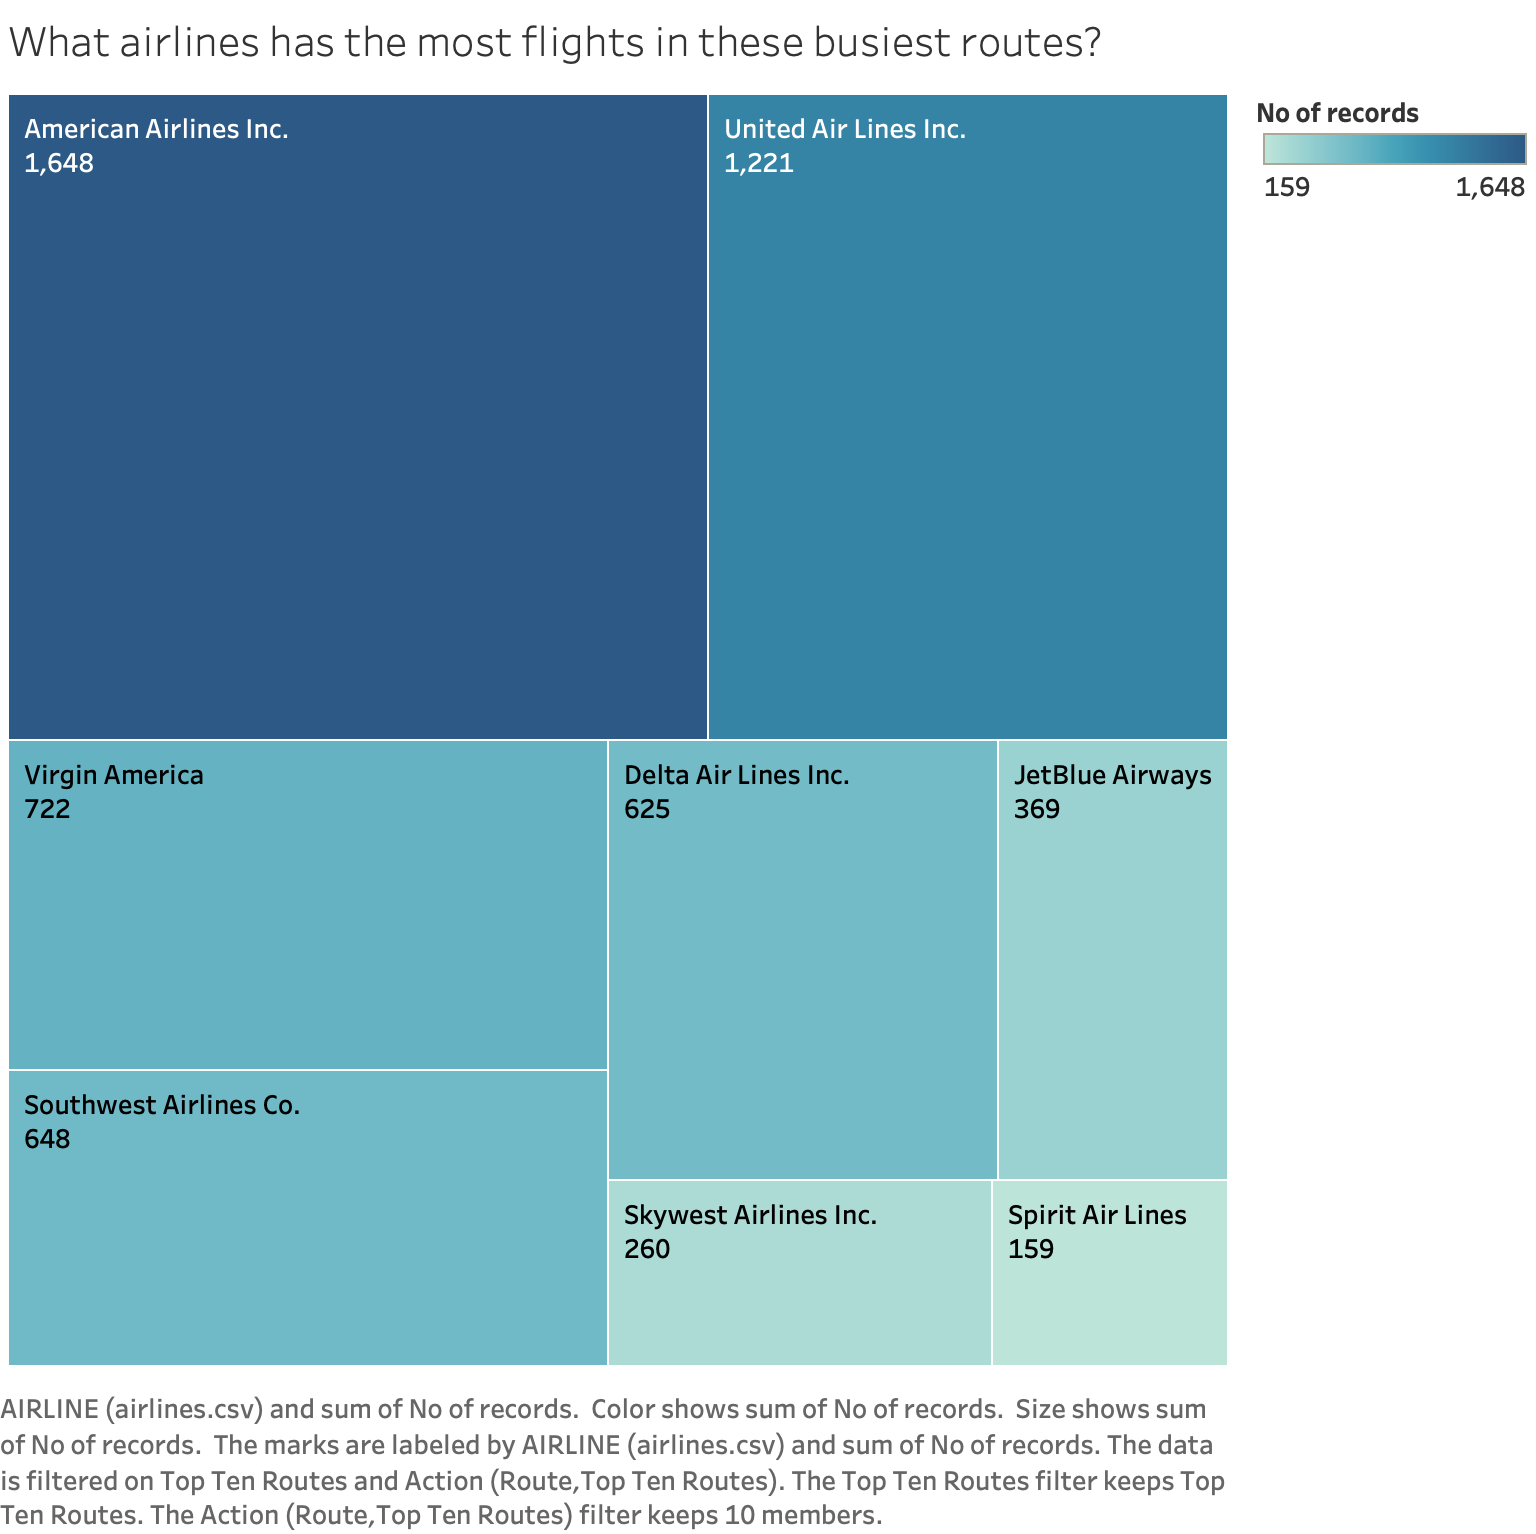 What airlines has the most flights in these busiest routes?
No of records
159 1,648
American Airlines Inc.
1,648
United Air Lines Inc.
1,221
Virgin America
722
Delta Air Lines Inc.
625
JetBlue Airways
369
Southwest Airlines Co.
648
Skywest Airlines Inc.
260
Spirit Air Lines
159
AIRLINE (airlines.csv) and sum of No of records.  Color shows sum of No of records.  Size shows sum
of No of records.  The marks are labeled by AIRLINE (airlines.csv) and sum of No of records. The data
is filtered on Top Ten Routes and Action (Route,Top Ten Routes). The Top Ten Routes filter keeps Top
Ten Routes. The Action (Route,Top Ten Routes) filter keeps 10 members.